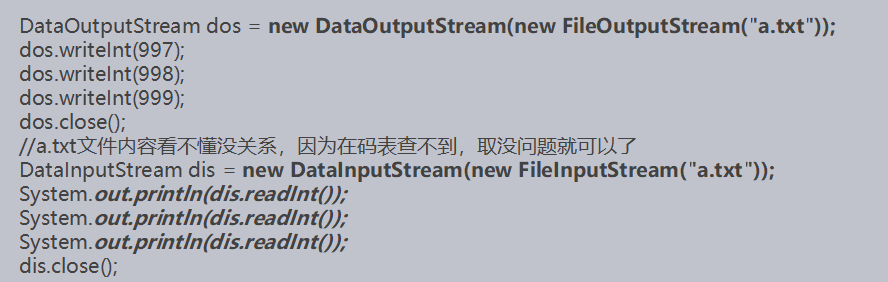 DataOutputStream dos = new DataOutputStream(new FileOutputStream("a.txt"));
dos.writeInt(997);
dos.writeInt(998);
dos.writeInt(999);
dos.close();
//a.txt文件内容看不懂没关系，因为在码表查不到，取没问题就可以了
DataInputStream dis = new DataInputStream(new FileInputStream("a.txt"));
System.out.println(dis.readInt());
System.out.println(dis.readInt());
System.out.println(dis.readInt());
dis.close();